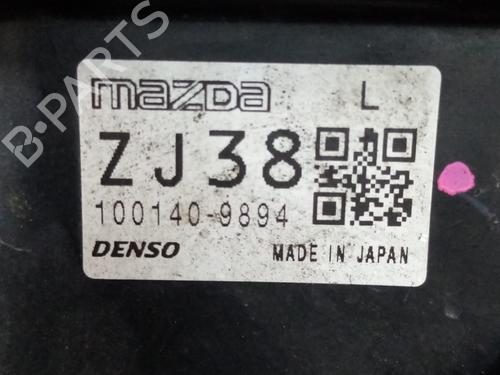 B-PARTS
mazda L
ZJ38
100140-9894
DENSO MADE IN JAPAN